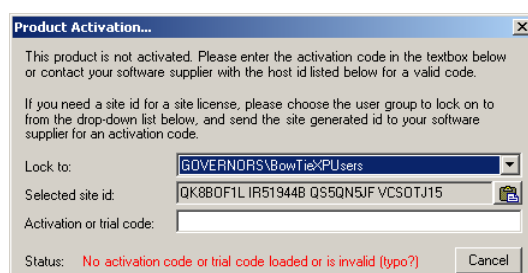 Product Activation...
This product is not activated. Please enter the activation code in the textbox below
or contact your software supplier with the host id listed below for a valid code.
If you need a site id for a site license, please choose the user group to lock on to
from the drop-down list below, and send the site generated id to your software
supplier for an activation code.
Lock to: GOVERNORS\BowTieXPUsers
Selected site id: QK8BOF1L IR51944B QS5QN5JF VCSOTJ15
Activation or trial code:
Status: No activation code or trial code loaded or is invalid (typo?) Cancel